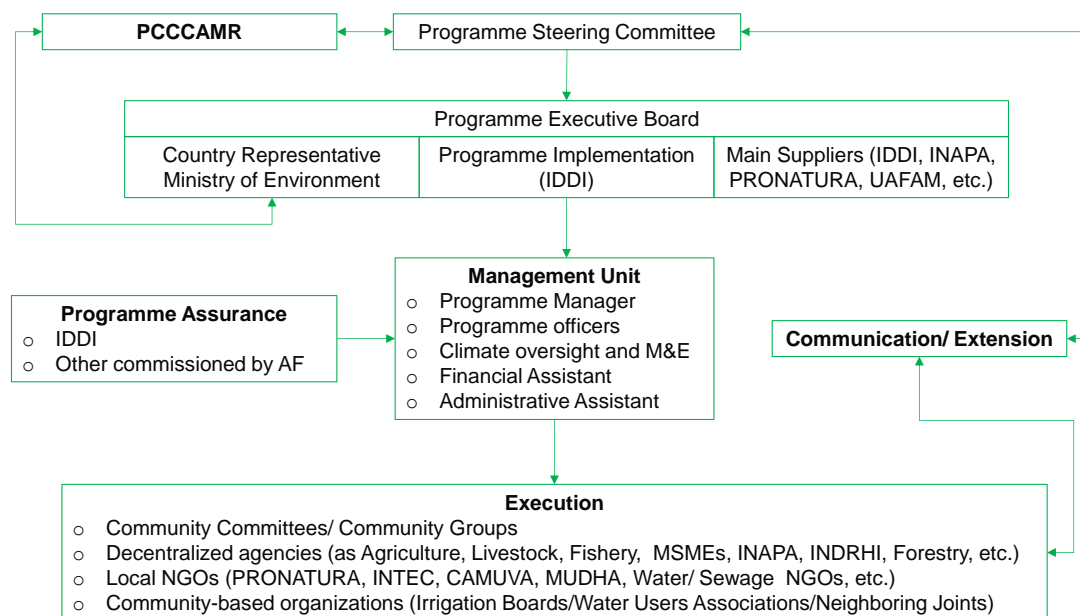 PCCCAMR
Programme Steering Committee
Programme Executive Board
Country Representative
Ministry of Environment
Programme Implementation
(IDDI)
Main Suppliers (IDDI, INAPA,
PRONATURA, UAFAM, etc.)
Management Unit
o Programme Manager
o Programme officers
o Climate oversight and M&E
o Financial Assistant
o Administrative Assistant
Programme Assurance
o IDDI
o Other commissioned by AF
Communication/ Extension
Execution
o Community Committees/ Community Groups
o Decentralized agencies (as Agriculture, Livestock, Fishery, MSMEs, INAPA, INDRHI, Forestry, etc.)
o Local NGOs (PRONATURA, INTEC, CAMUVA, MUDHA, Water/ Sewage NGOs, etc.)
o Community-based organizations (Irrigation Boards/Water Users Associations/Neighboring Joints)